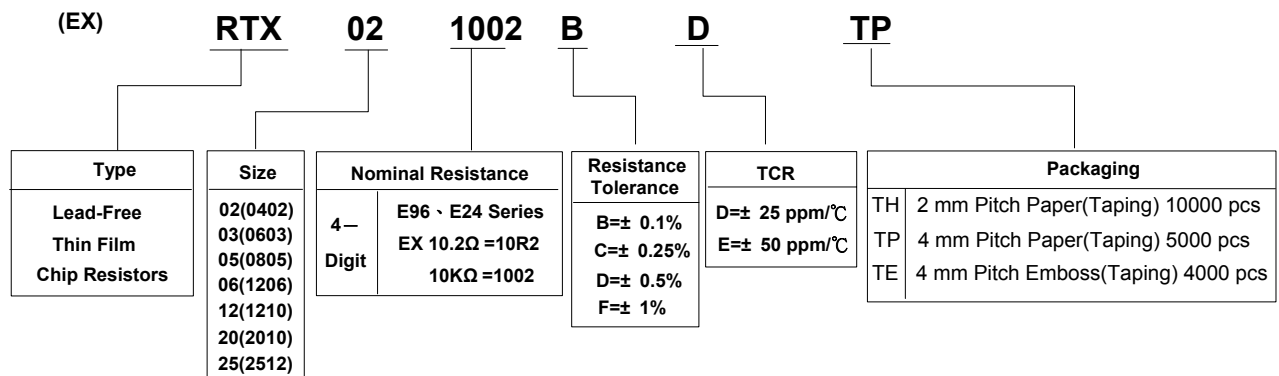 (EX) RTX 02 1002 B D TP
Type
Lead-Free
Thin Film
Chip Resistors
Size
02(0402)
03(0603)
05(0805)
06(1206)
12(1210)
20(2010)
25(2512)
Nominal Resistance
4－
Digit
E96、E24 Series
EX 10.2Ω =10R2
10KΩ =1002
Resistance
Tolerance
B=± 0.1%
C=± 0.25%
D=± 0.5%
F=± 1%
TCR
D=± 25 ppm/℃
E=± 50 ppm/℃
Packaging
TH 2 mm Pitch Paper(Taping) 10000 pcs
TP 4 mm Pitch Paper(Taping) 5000 pcs
TE 4 mm Pitch Emboss(Taping) 4000 pcs